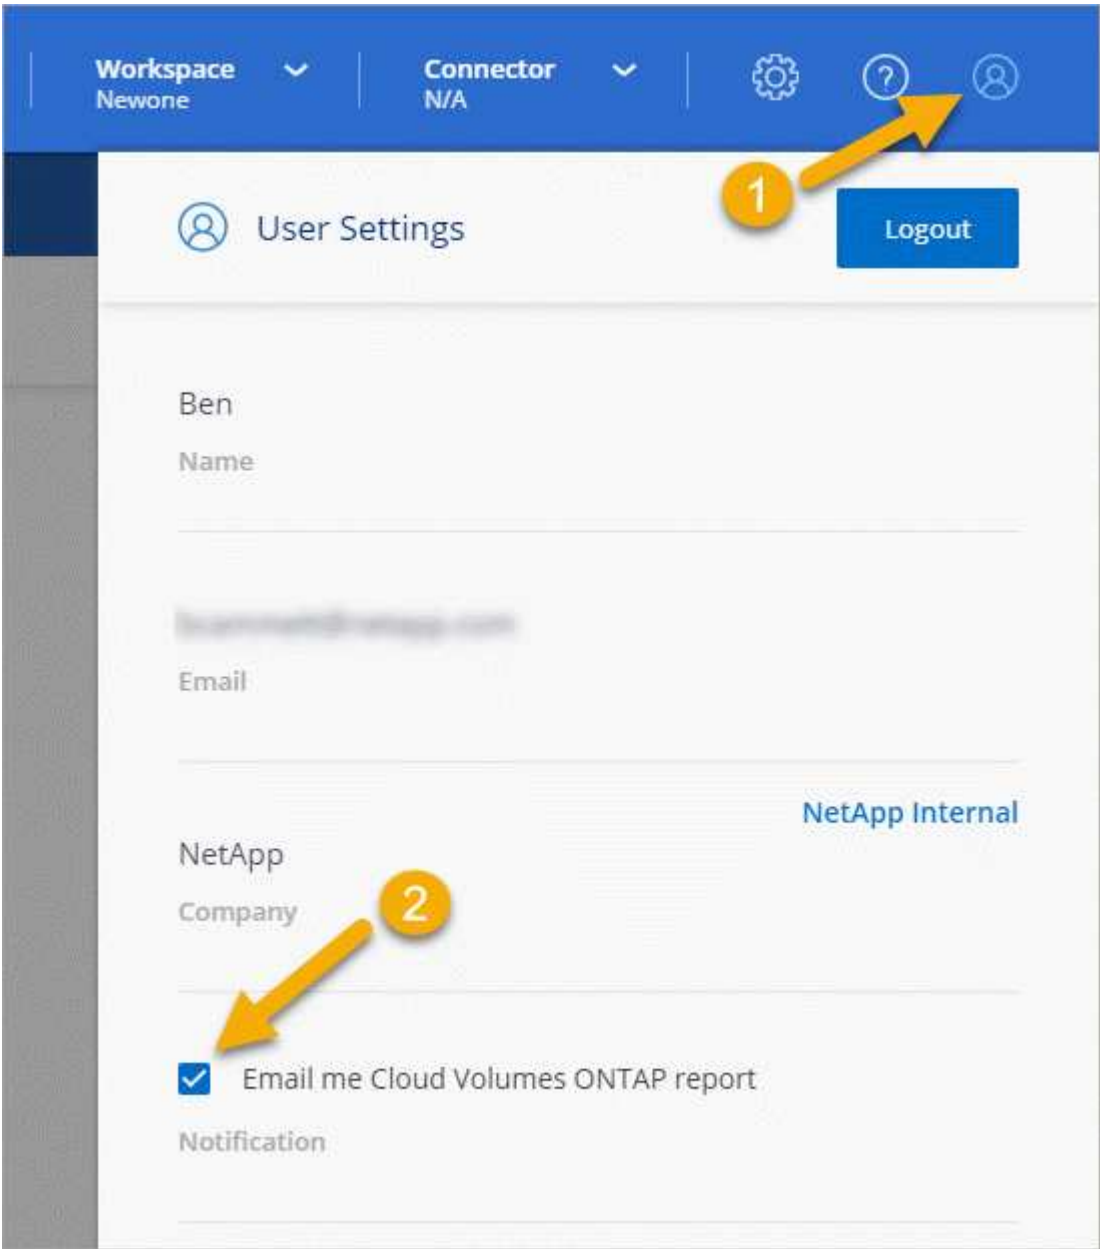 Workspace
Newone
Connector
N/A
?
1
User Settings
Logout
Ben
Name
Email
NetApp Internal
NetApp
2
Company
Email me Cloud Volumes ONTAP report
Notification